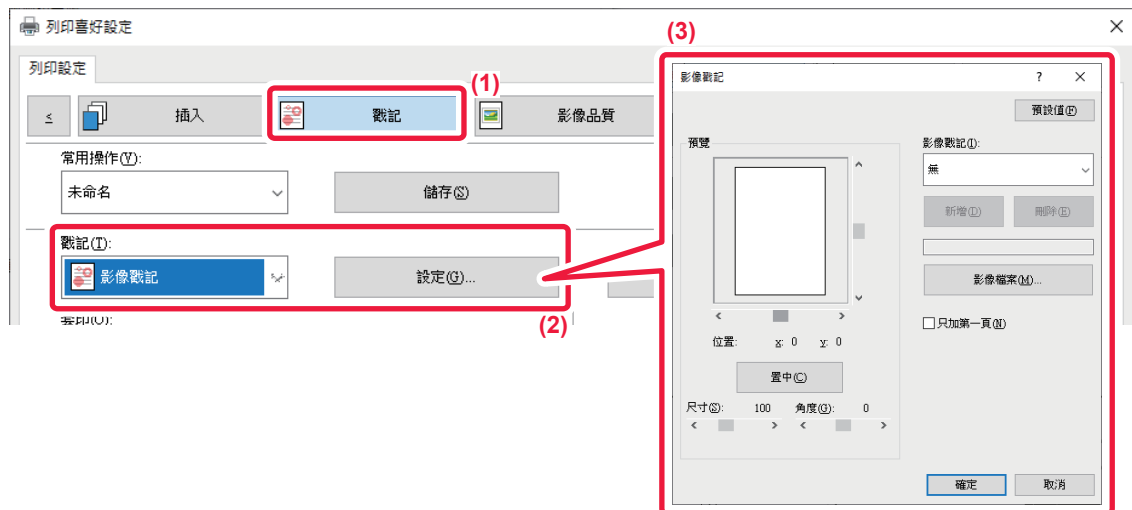 列印喜好設定
(3)
列印設定
(1)
≤
插入
戳記
影像品質
常用操作(Y):
未命名
儲存(S)
戳記(T):
影像戳記
設定(G)...
套印(O):
(2)
影像戳記
?
預設值(F)
預覽
位置: x: 0 y: 0
置中(C)
尺寸(S): 100 角度(G): 0
影像戳記(I):
無
新增(D)
刪除(E)
影像檔案(M)...
只加第一頁(N)
確定
取消